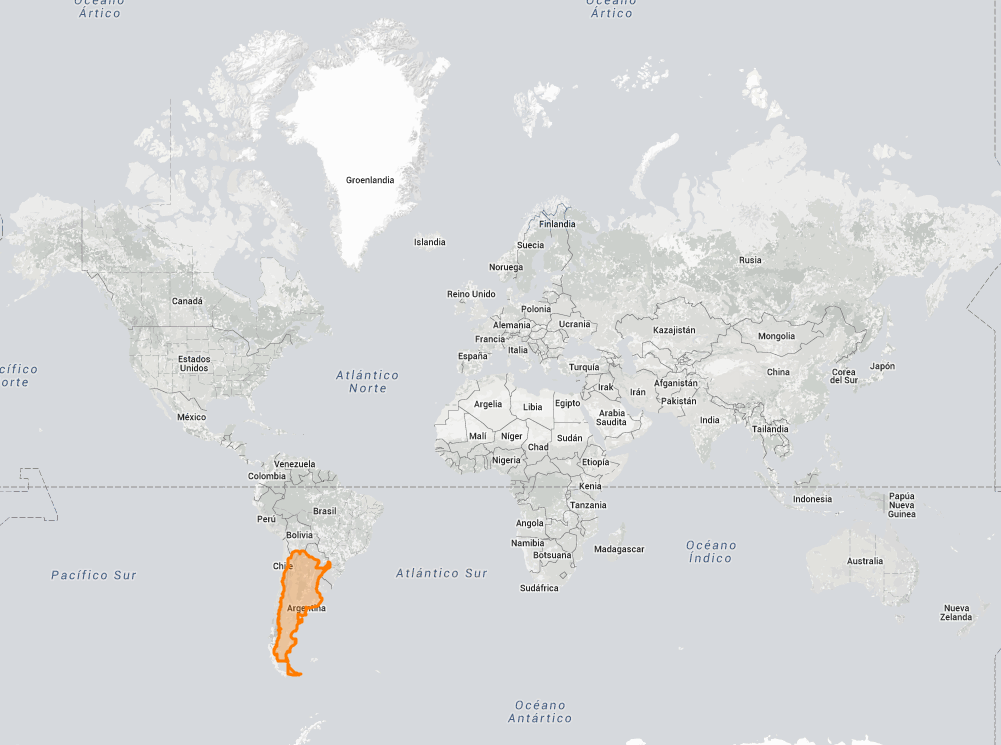 Océano
Ártico
Océano
Ártico
Groenlandia
Islandia
Finlandia
Suecia
Noruega
Rusia
Canadá
Reino Unido
Polonia
Alemania
Ucrania
Francia
Italia
España
Kazajistán
Mongolia
Estados
Unidos
Turquía
Atlántico
Norte
cífico
orte
China
Corea
del Sur
Japón
Afganistán
Irak
Irán
Pakistán
México
Argelia
Libia
Egipto
Arabia
Saudita
India
Tailandia
Malí
Níger
Chad
Sudán
Nigeria
Etiopía
Venezuela
Colombia
Kenia
Indonesia
Papúa
Nueva
Guinea
Perú
Brasil
Tanzania
Angola
Bolivia
Namibia
Botsuana
Madagascar
Océano
Índico
Chile
Australia
Pacífico Sur
Atlántico Sur
Sudáfrica
Argentina
Nueva
Zelanda
Océano
Antártico